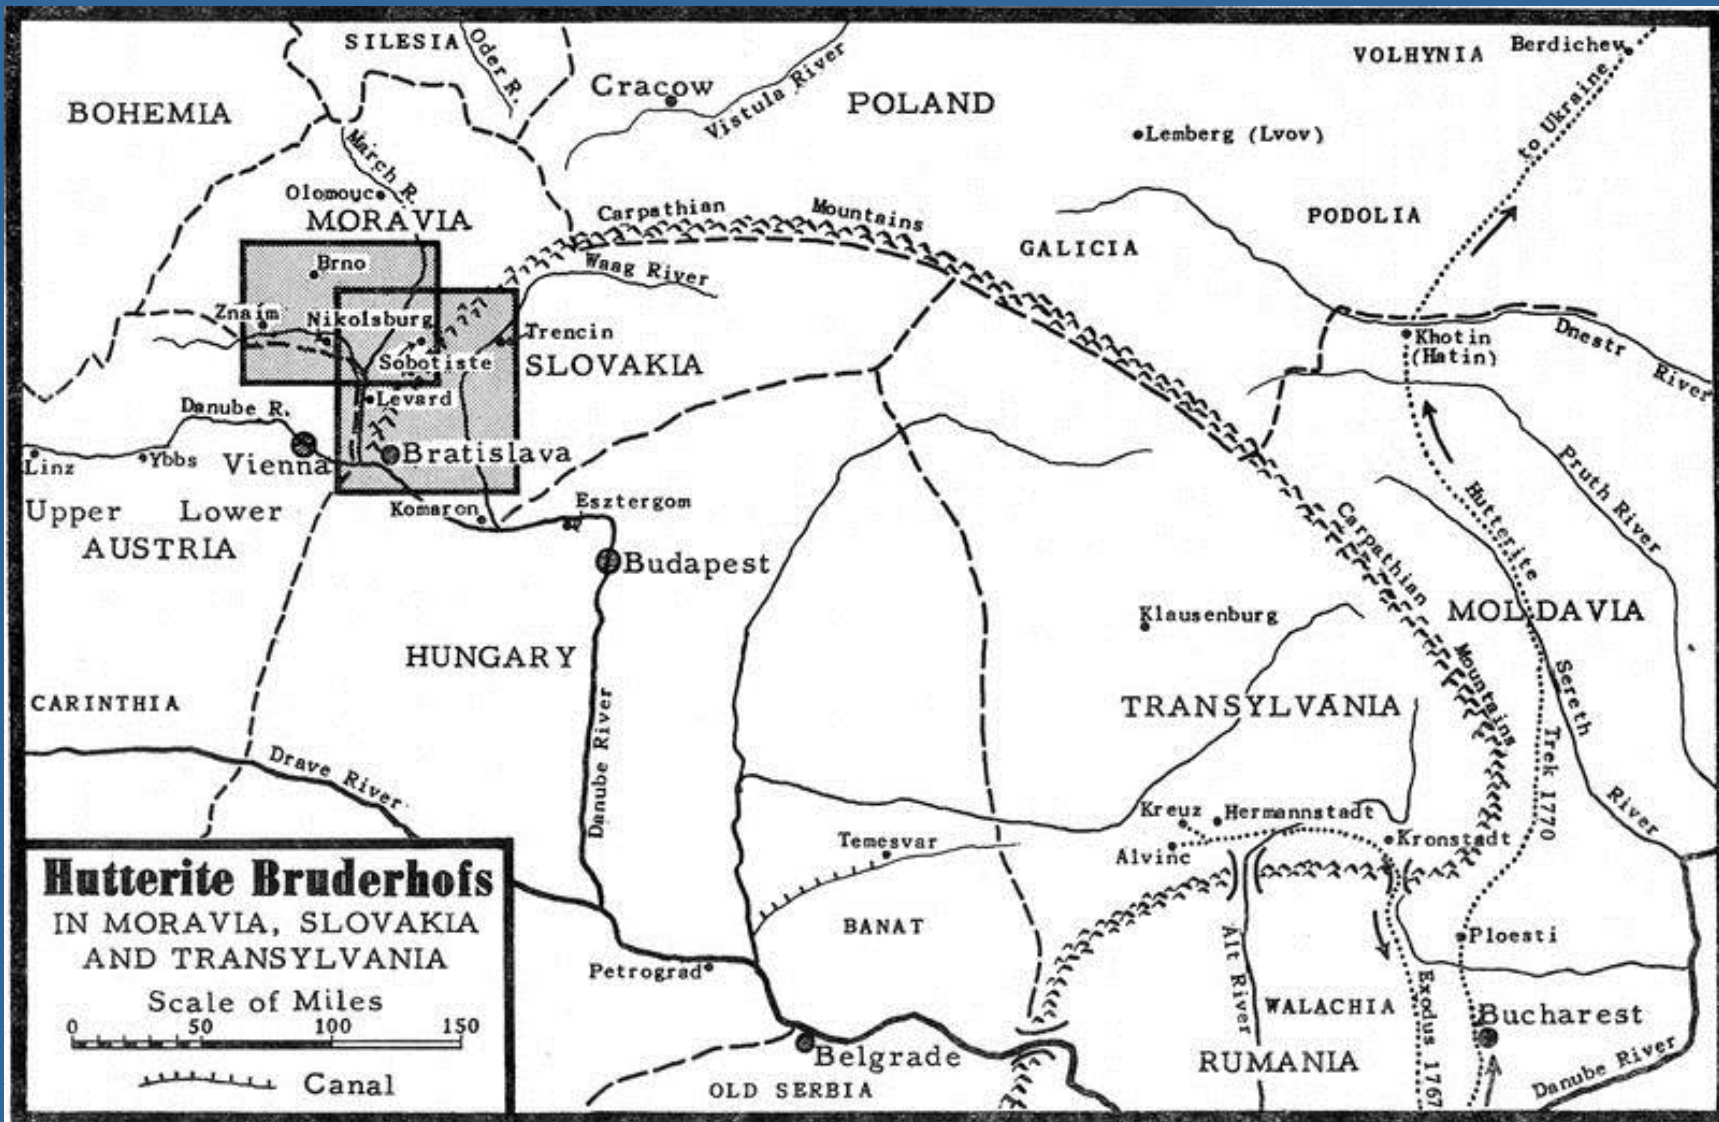 SILESIA
Oder R.
BOHEMIA
Cracow
Vistula River
POLAND
VOLHYNIA
Berdichew
to Ukraine
Lemberg (Lvov)
March R.
Olomouc
MORAVIA
Carpathian Mountains
PODOLIA
GALICIA
Brno
Waag River
Znaim
Nikolsburg
Trencin
Sobotiste
SLOVAKIA
Khotin
(Hatin)
Dnestr River
Levard
Danube R.
Linz
Ybbs
Vienna
Bratislava
Upper Lower
AUSTRIA
Komaron
Esztergom
Budapest
Pruth River
Hutterite Trek 1770
Carpathian Mountains
MOLDAVIA
Klausenburg
HUNGARY
Sereth River
CARINTHIA
TRANSYLVANIA
Drave River
Danube River
Kreuz
Hermannstadt
Kronstadt
Alvinc
Temesvar
BANAT
Ploesti
Petrograd
Alt River
Exodus 1767
WALACHIA
Bucharest
Belgrade
RUMANIA
OLD SERBIA
Danube River
Hutterite Bruderhofs
IN MORAVIA, SLOVAKIA
AND TRANSYLVANIA
Scale of Miles
0 50 100 150
Canal